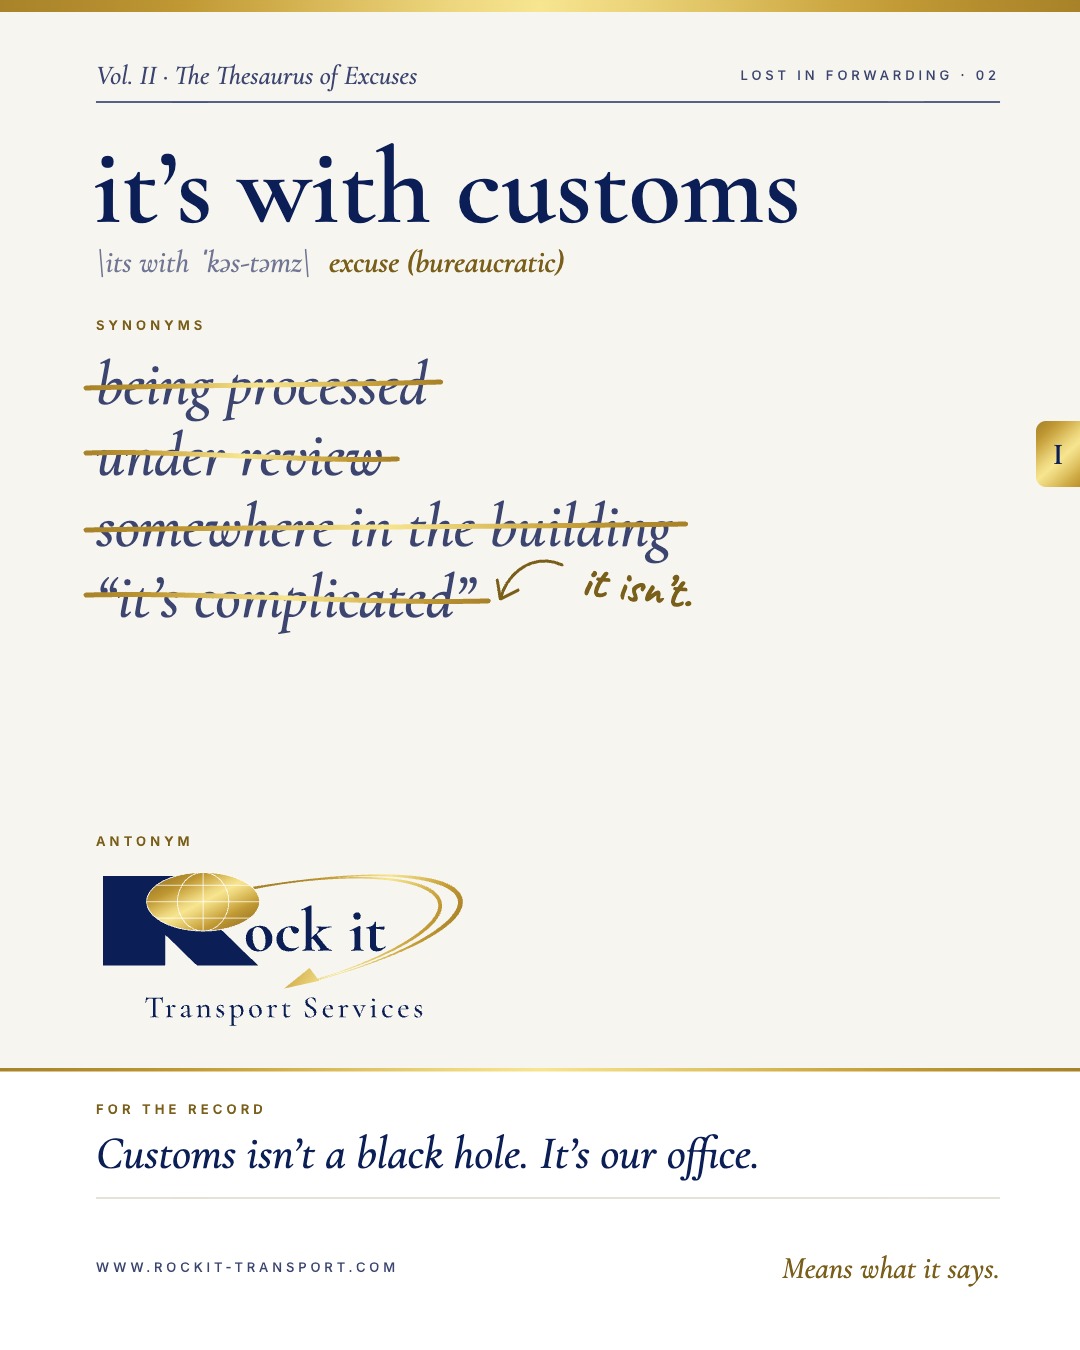 Vol. II · The Thesaurus of Excuses
LOST IN FORWARDING · 02
it’s with customs
\its with ˈkəs-təmz\ excuse (bureaucratic)
SYNONYMS
being processed
under review
I
somewhere in the building
“it’s complicated”
it isn’t.
ANTONYM
Rock it
Transport Services
FOR THE RECORD
Customs isn’t a black hole. It’s our office.
WWW.ROCKIT-TRANSPORT.COM
Means what it says.